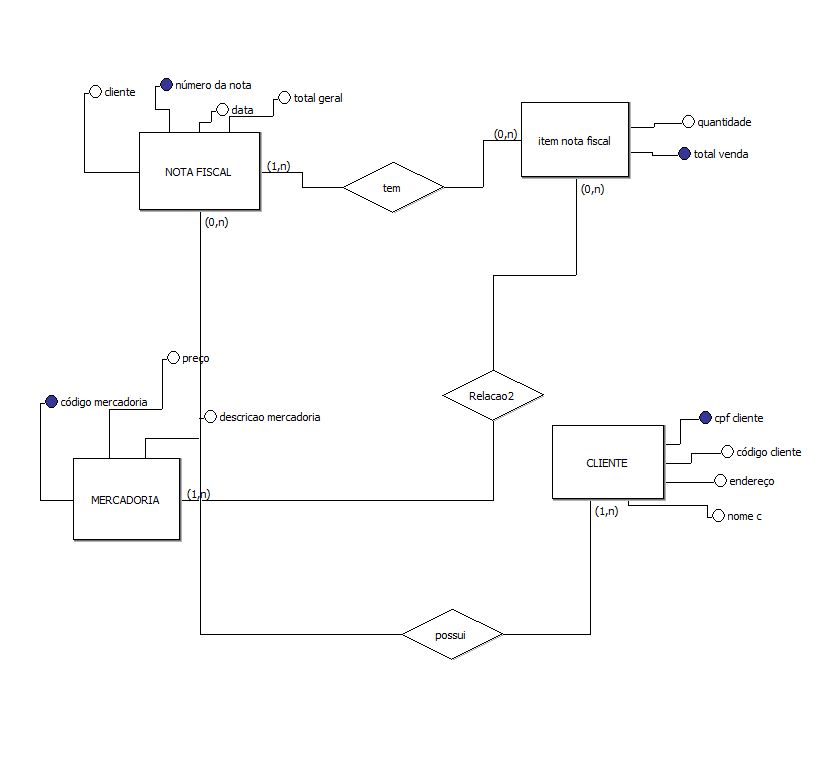 número da nota
cliente
total geral
data
quantidade
(0,n)
item nota fiscal
total venda
NOTA FISCAL
(1,n)
tem
(0,n)
(0,n)
preço
código mercadoria
Relacao2
descricao mercadoria
cpf cliente
código cliente
CLIENTE
endereço
MERCADORIA
(1,n)
(1,n)
nome c
possui